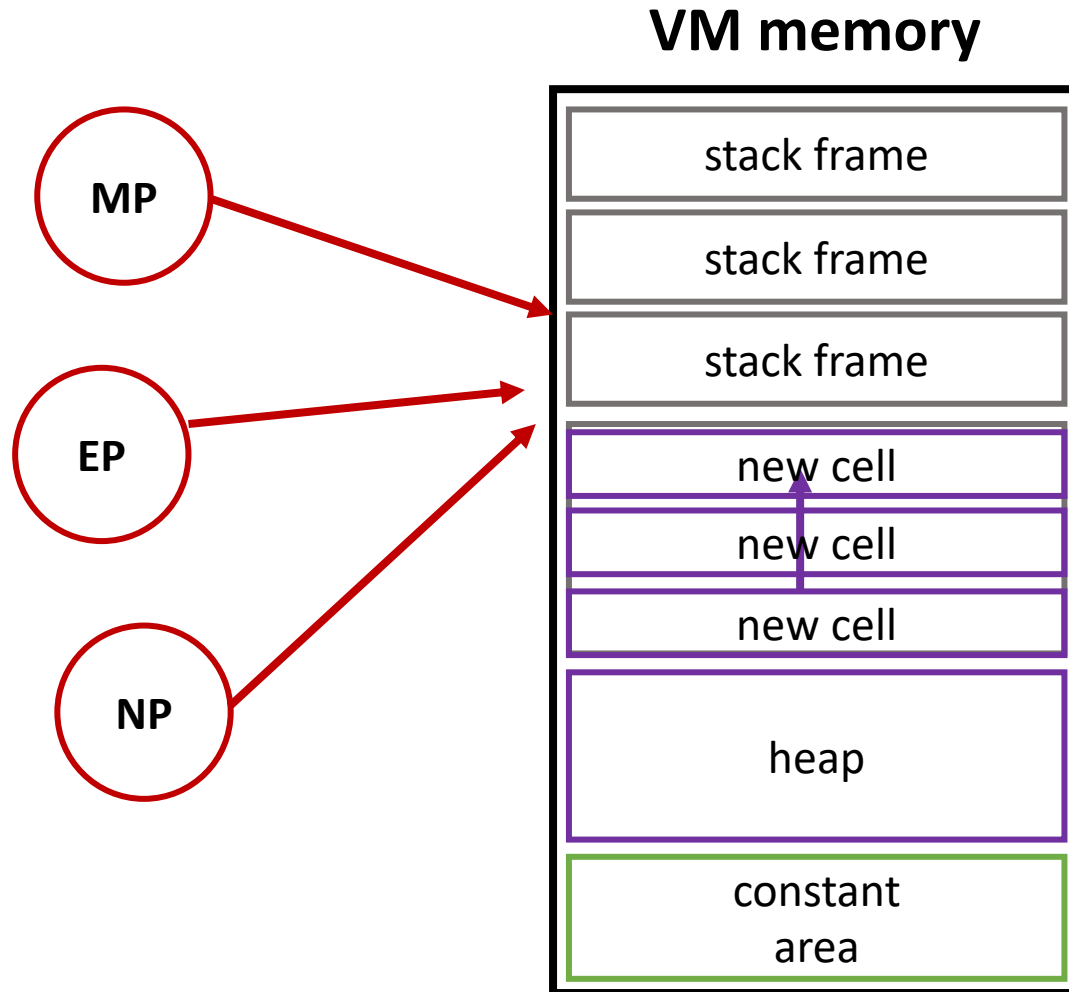 VM memory
stack frame
MP
stack frame
stack frame
EP
new cell
new cell
new cell
NP
heap
constant
area